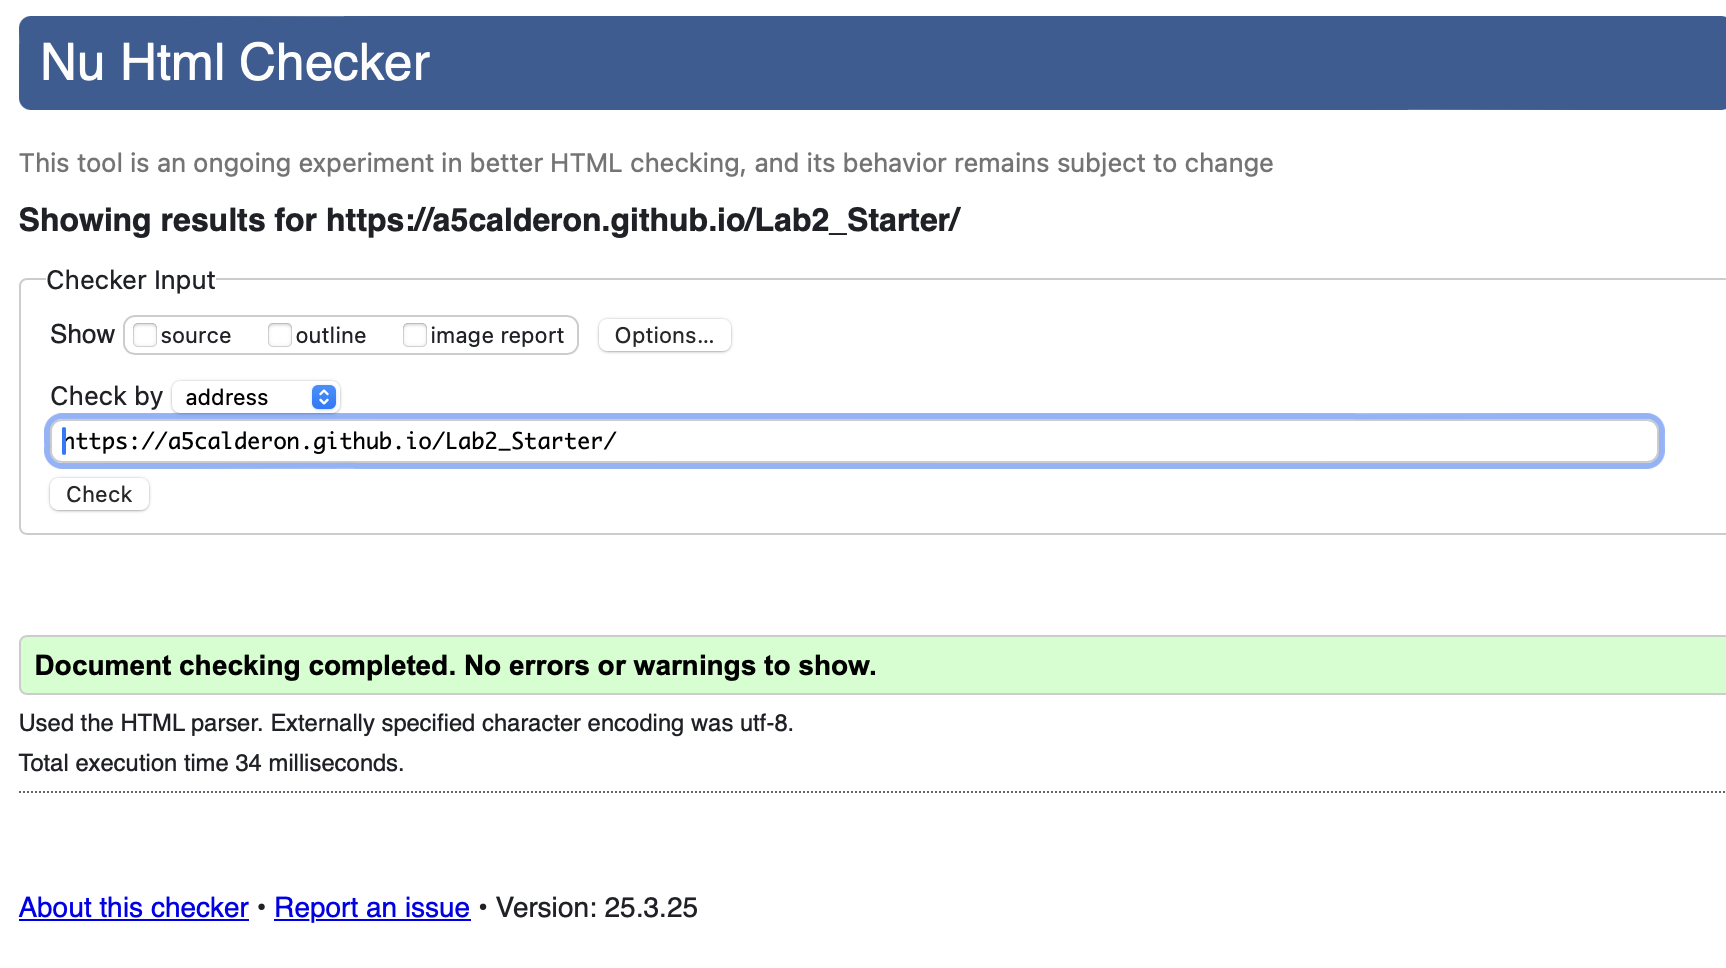 Nu Html Checker
This tool is an ongoing experiment in better HTML checking, and its behavior remains subject to change
Showing results for https://a5calderon.github.io/Lab2_Starter/
Checker Input
Show source outline image report Options...
Check by address
https://a5calderon.github.io/Lab2_Starter/
Check
Document checking completed. No errors or warnings to show.
Used the HTML parser. Externally specified character encoding was utf-8.
Total execution time 34 milliseconds.
About this checker • Report an issue • Version: 25.3.25